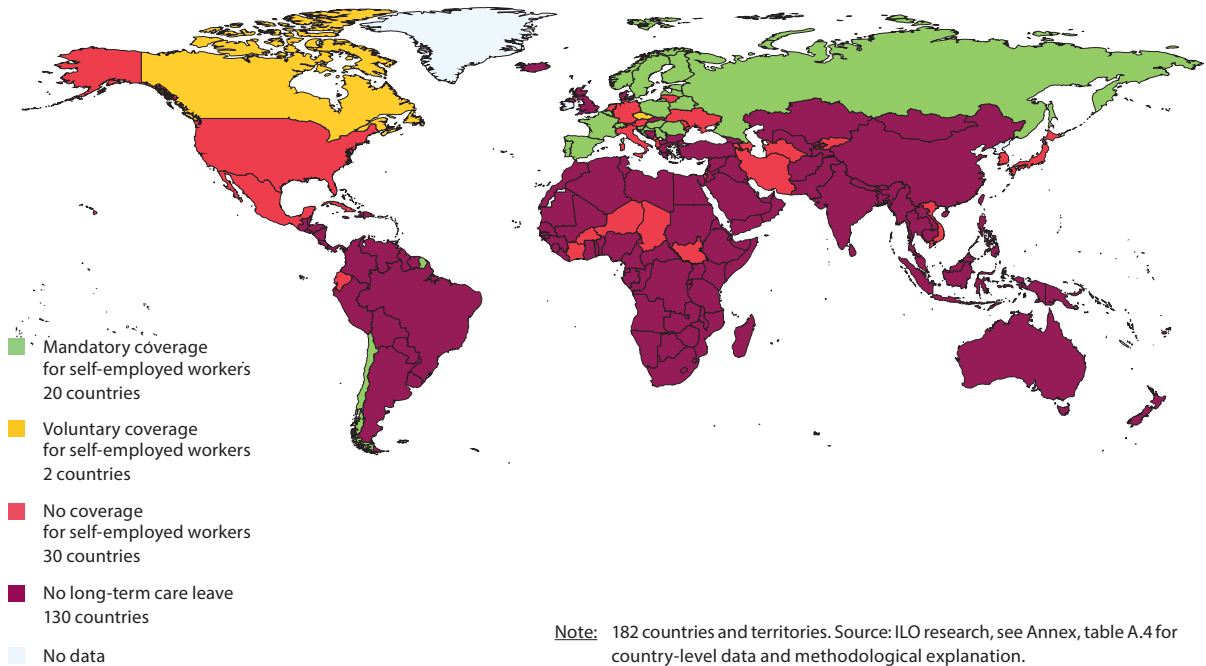 Mandatory coverage
for self-employed workers
20 countries
Voluntary coverage
for self-employed workers
2 countries
No coverage
for self-employed workers
30 countries
No long-term care leave
130 countries
No data
Note: 182 countries and territories. Source: ILO research, see Annex, table A.4 for
country-level data and methodological explanation.